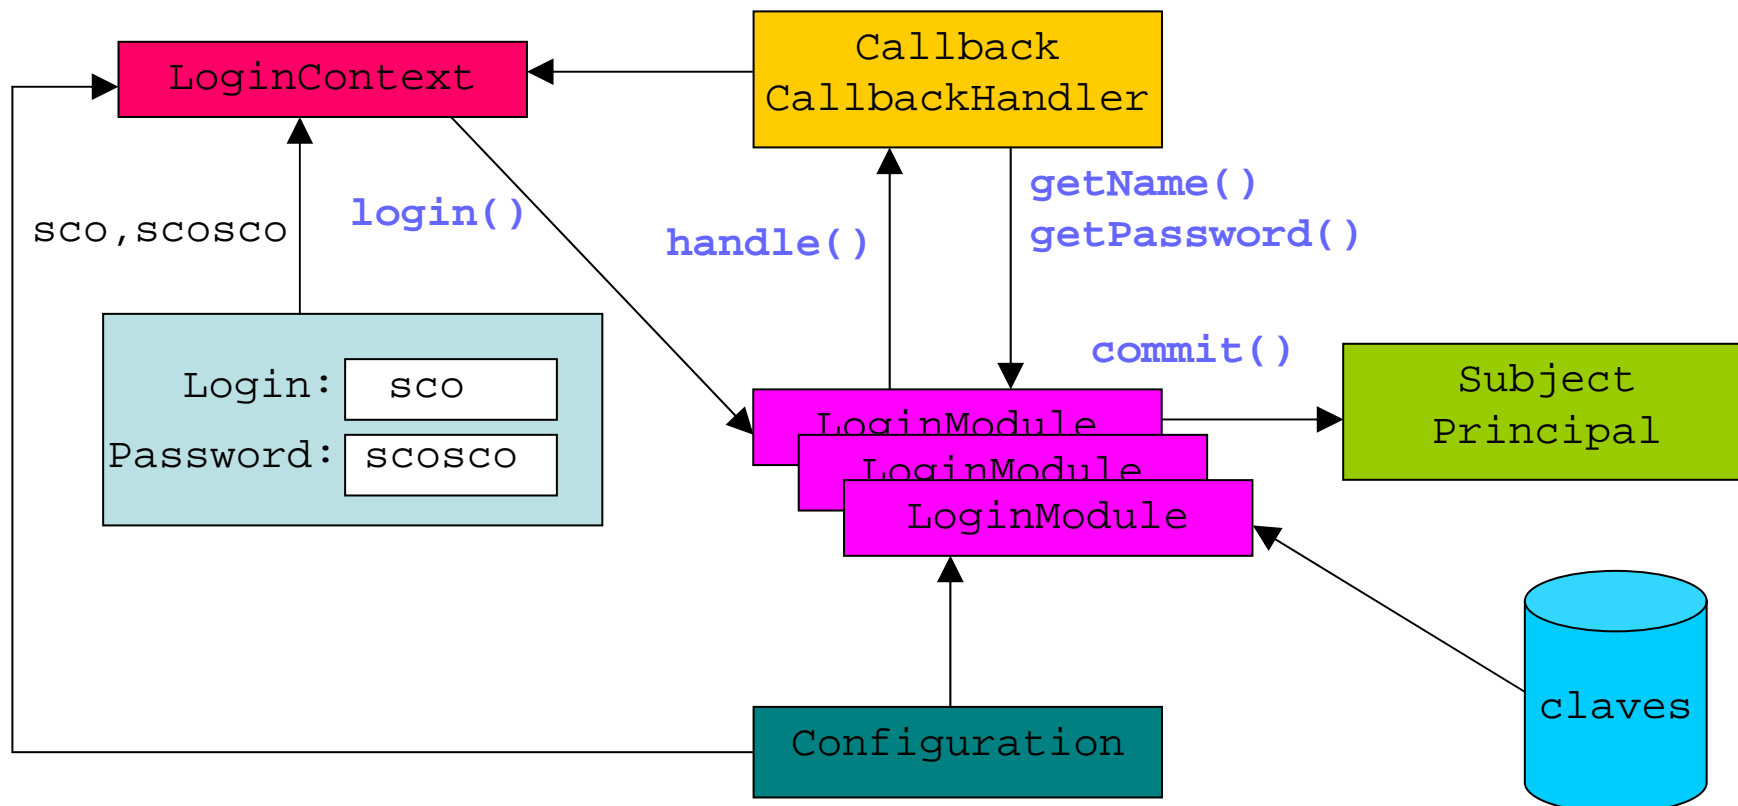 Callback
CallbackHandler
LoginContext
getName()
getPassword()
login()
sco,scosco
handle()
commit()
Login: sco
Password: scosco
Subject
Principal
LoginModule
LoginModule
LoginModule
claves
Configuration